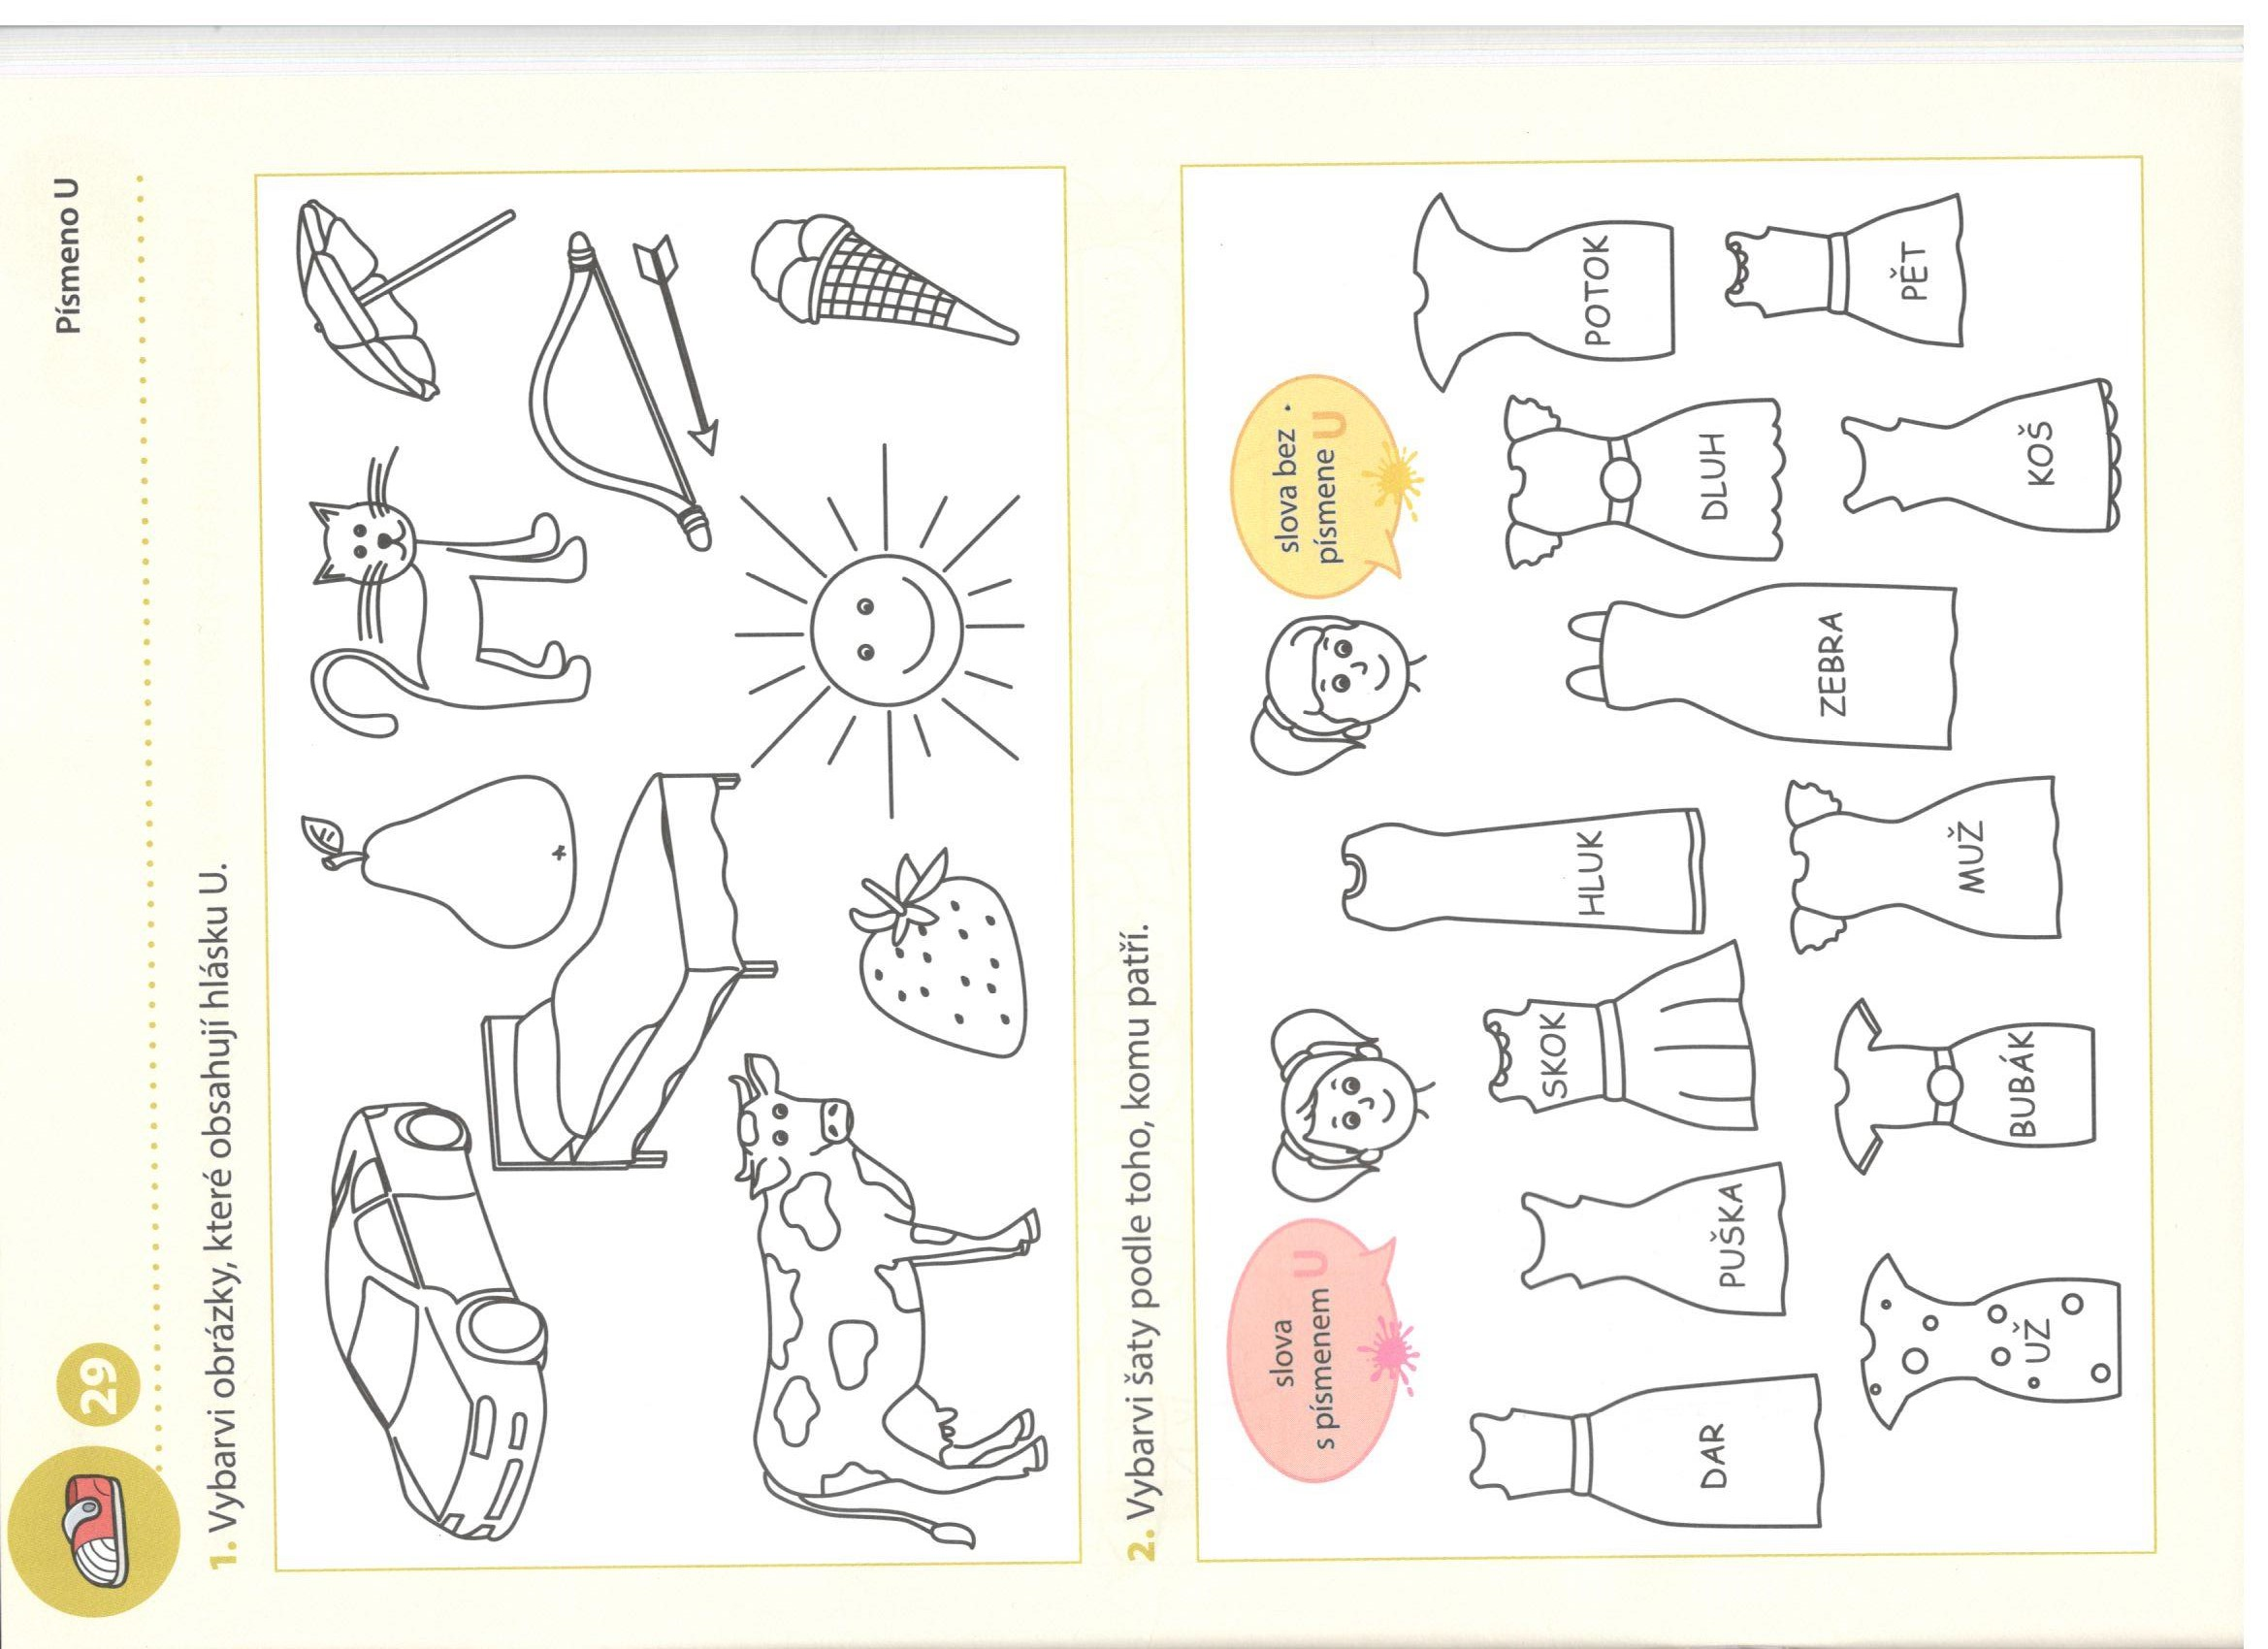 29
Písmeno U
1. Vybarvi obrázky, které obsahují hlásku U.
2. Vybarvi šaty podle toho, komu patří.
slova
s písmenem U
slova bez
písmene U
DAR
PUŠKA
SKOK
HLUK
ZEBRA
DLUH
POTOK
UŽ
BUBÁK
MUŽ
KOŠ
PĚT